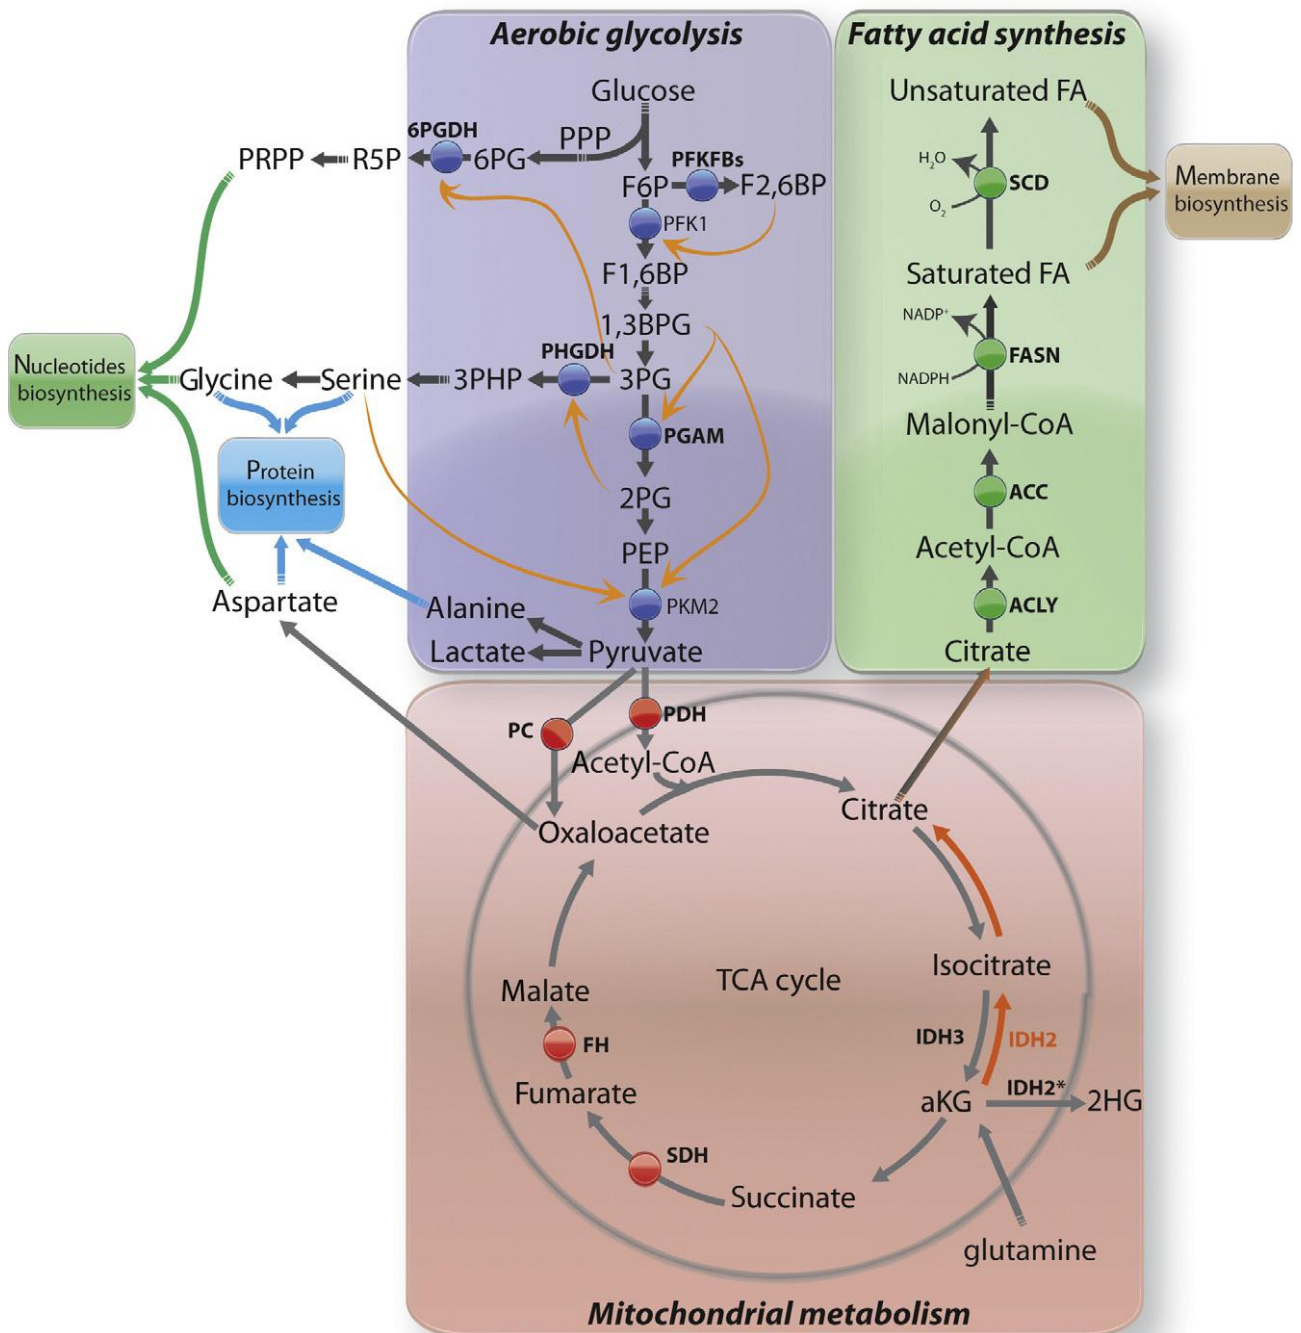 Aerobic glycolysis
Fatty acid synthesis
Glucose
PPP
6PGDH
6PG
R5P
PRPP
PFKFBs
F6P
F2,6BP
PFK1
F1,6BP
1,3BPG
PHGDH
3PG
3PHP
Serine
Glycine
PGAM
2PG
PEP
PKM2
Pyruvate
Alanine
Lactate
Aspartate
Nucleotides
biosynthesis
Protein
biosynthesis
Unsaturated FA
H2O
SCD
O2
Saturated FA
NADP+
FASN
NADPH
Malonyl-CoA
ACC
Acetyl-CoA
ACLY
Citrate
Membrane
biosynthesis
PC
PDH
Acetyl-CoA
Oxaloacetate
Citrate
Isocitrate
TCA cycle
Malate
IDH3
IDH2
FH
IDH2*
Fumarate
aKG
2HG
SDH
Succinate
glutamine
Mitochondrial metabolism